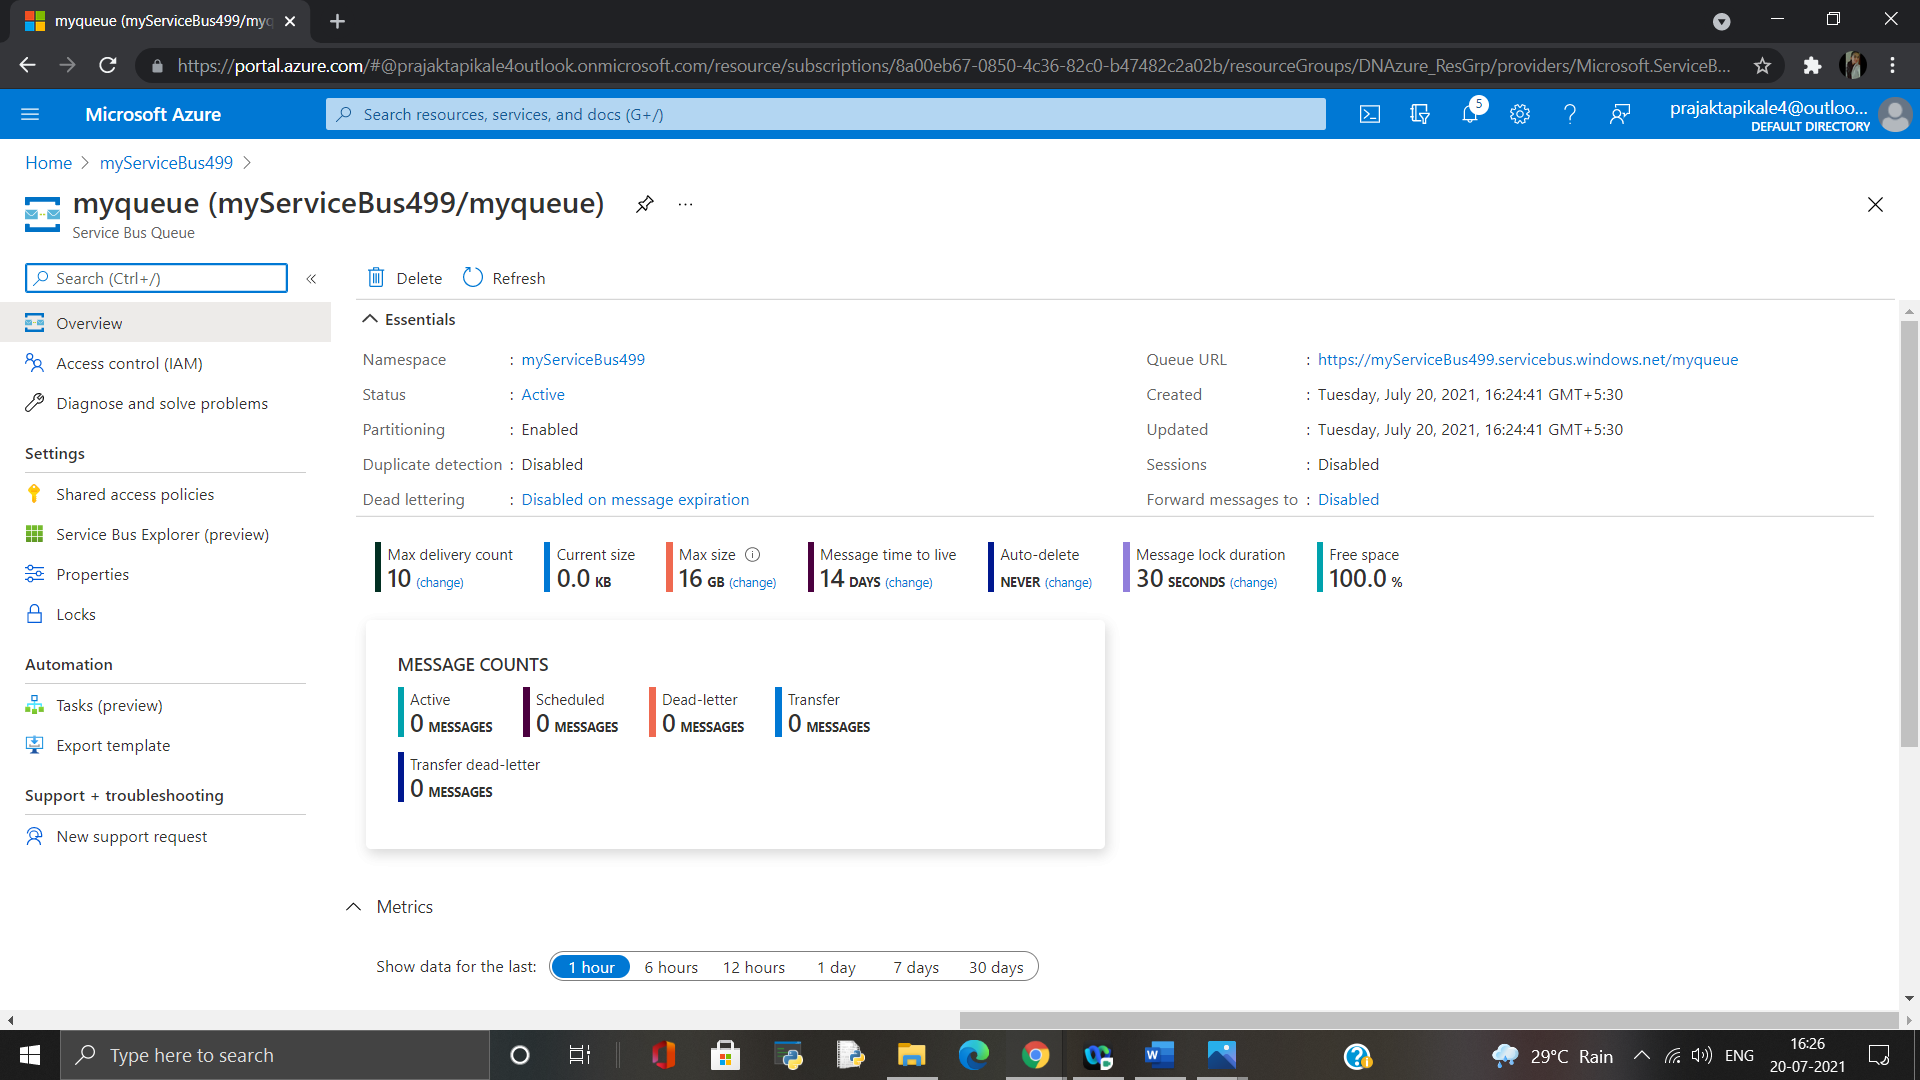 myqueue (myServiceBus499/myq
https://portal.azure.com/#@prajaktapikale4outlook.onmicrosoft.com/resource/subscriptions/8a00eb67-0850-4c36-82c0-b47482c2a02b/resourceGroups/DNAzure_ResGrp/providers/Microsoft.ServiceB...
Microsoft Azure
Search resources, services, and docs (G+/)
5
prajaktapikale4@outloo...
DEFAULT DIRECTORY
Home > myServiceBus499 >
myqueue (myServiceBus499/myqueue)
Service Bus Queue
Search (Ctrl+/)
«
Delete Refresh
Overview
Access control (IAM)
Diagnose and solve problems
Settings
Shared access policies
Service Bus Explorer (preview)
Properties
Locks
Automation
Tasks (preview)
Export template
Support + troubleshooting
New support request
Essentials
Namespace : myServiceBus499
Status : Active
Partitioning : Enabled
Duplicate detection : Disabled
Dead lettering : Disabled on message expiration
Queue URL : https://myServiceBus499.servicebus.windows.net/myqueue
Created : Tuesday, July 20, 2021, 16:24:41 GMT+5:30
Updated : Tuesday, July 20, 2021, 16:24:41 GMT+5:30
Sessions : Disabled
Forward messages to : Disabled
Max delivery count
10 (change)
Current size
0.0 KB
Max size
16 GB (change)
Message time to live
14 DAYS (change)
Auto-delete
NEVER (change)
Message lock duration
30 SECONDS (change)
Free space
100.0 %
MESSAGE COUNTS
Active
0 MESSAGES
Scheduled
0 MESSAGES
Dead-letter
0 MESSAGES
Transfer
0 MESSAGES
Transfer dead-letter
0 MESSAGES
Metrics
Show data for the last: 1 hour 6 hours 12 hours 1 day 7 days 30 days
Type here to search
29°C Rain
ENG
16:26
20-07-2021